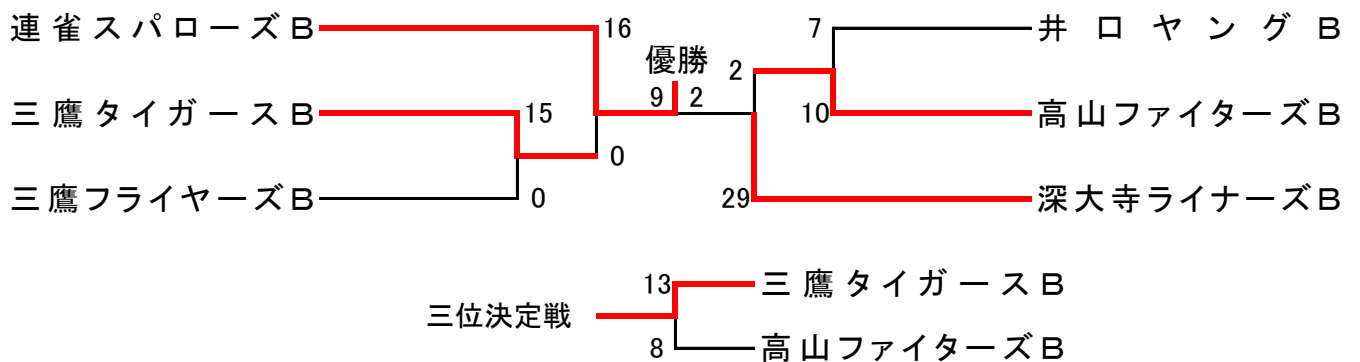 連雀スパローズB 16 7 井口ヤングB
優勝
2
9 2
三鷹タイガースB 15 10 高山ファイターズB
0
三鷹フライヤーズB 0 29 深大寺ライナーズB
13 三鷹タイガースB
三位決定戦
8 高山ファイターズB